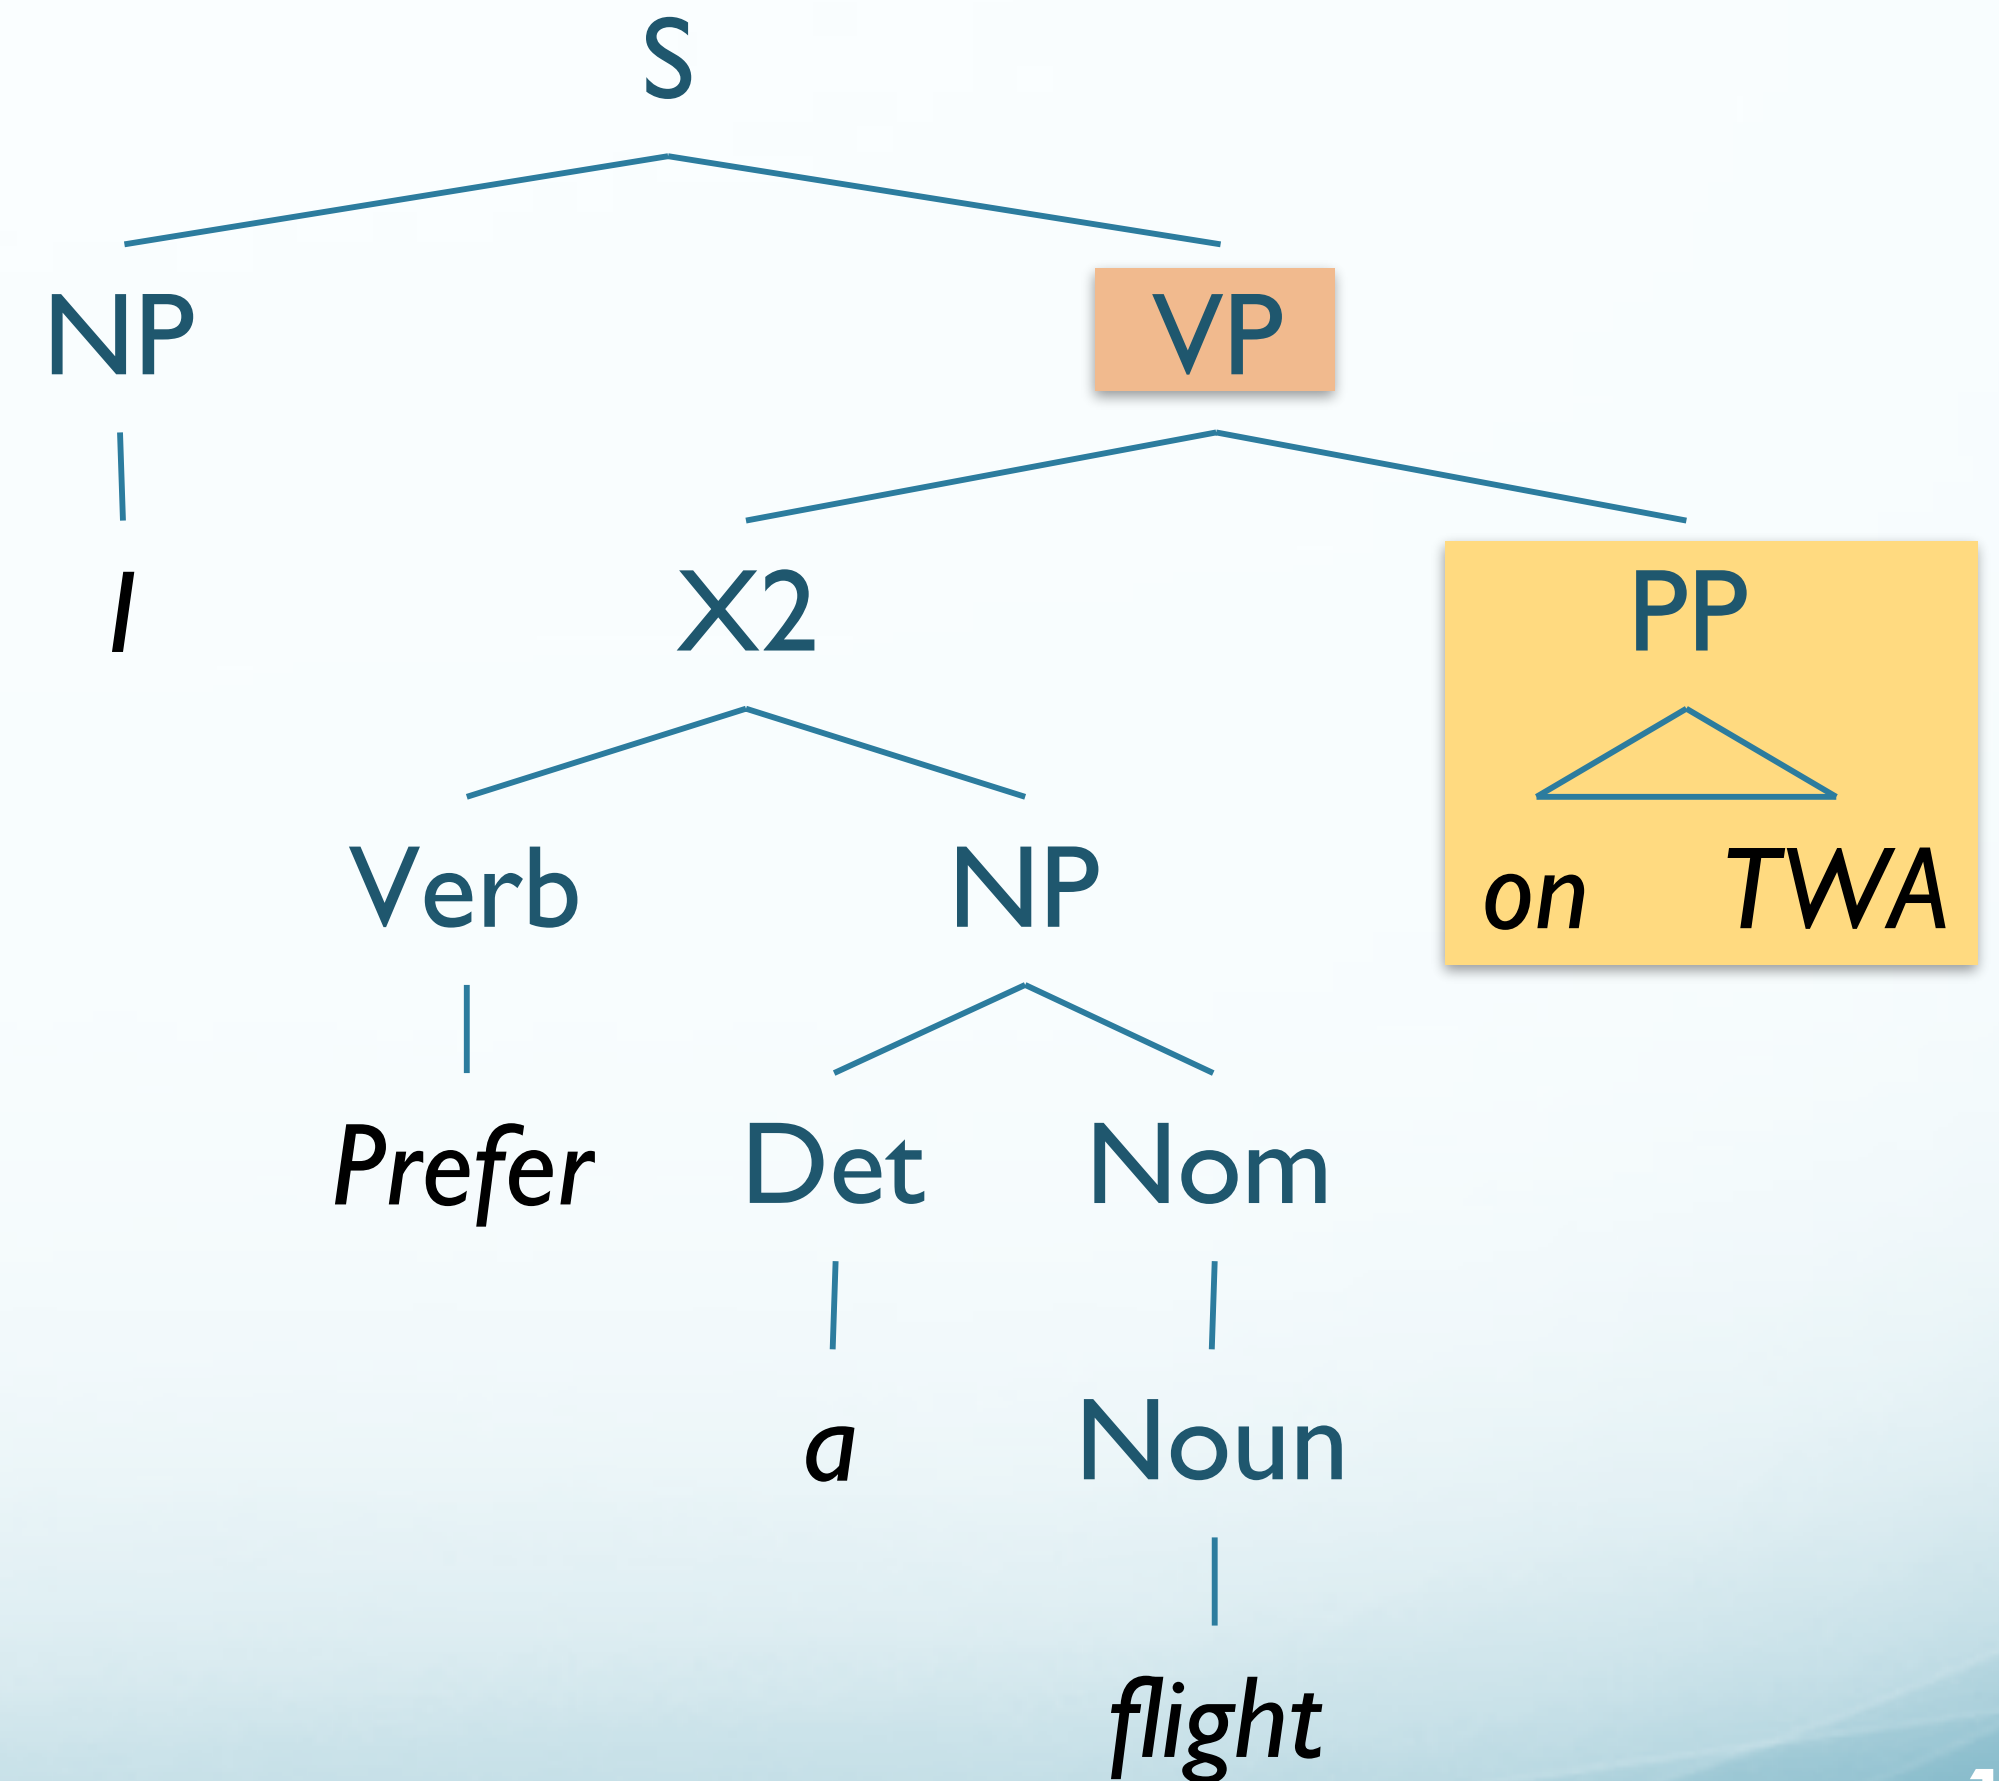 S
NP VP
I X2 PP
Verb NP on TWA
Prefer Det Nom
a Noun
flight